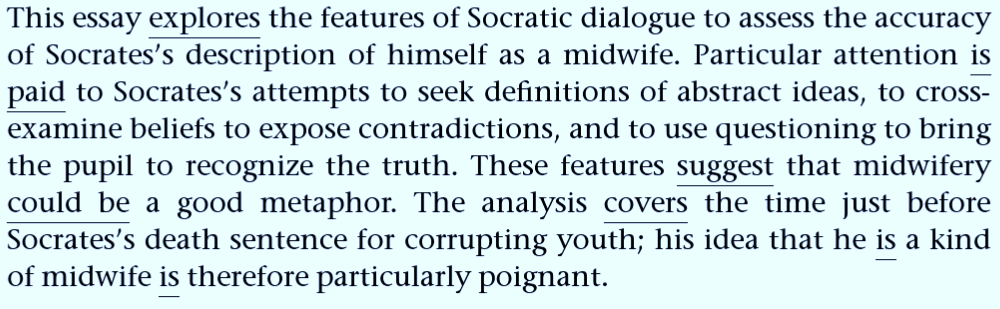 This essay explores the features of Socratic dialogue to assess the accuracy
of Socrates’s description of himself as a midwife. Particular attention is
paid to Socrates’s attempts to seek definitions of abstract ideas, to cross-
examine beliefs to expose contradictions, and to use questioning to bring
the pupil to recognize the truth. These features suggest that midwifery
could be a good metaphor. The analysis covers the time just before
Socrates’s death sentence for corrupting youth; his idea that he is a kind
of midwife is therefore particularly poignant.